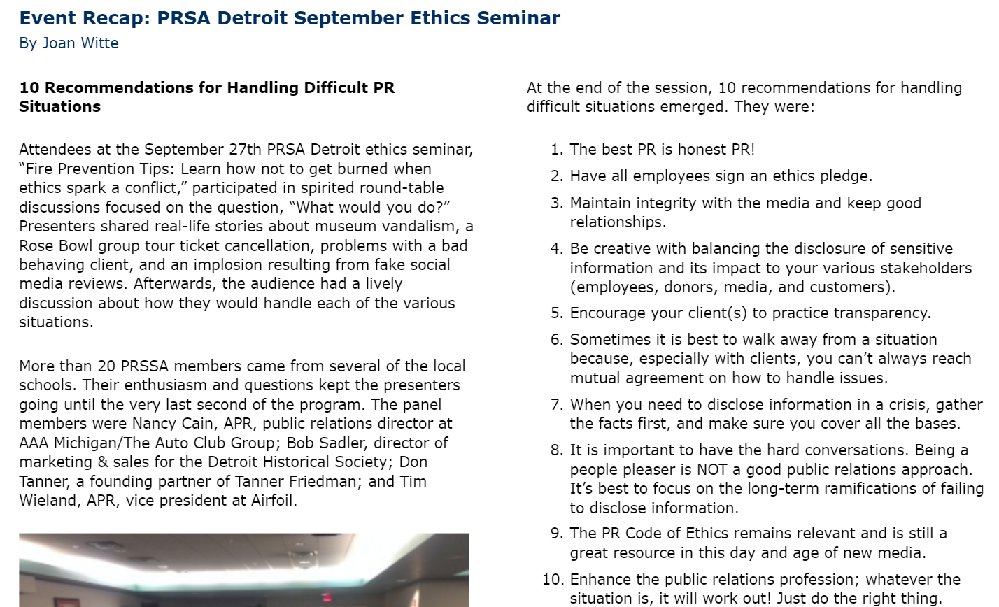 Event Recap: PRSA Detroit September Ethics Seminar
By Joan Witte
10 Recommendations for Handling Difficult PR
Situations
Attendees at the September 27th PRSA Detroit ethics seminar,
“Fire Prevention Tips: Learn how not to get burned when
ethics spark a conflict,” participated in spirited round-table
discussions focused on the question, “What would you do?”
Presenters shared real-life stories about museum vandalism, a
Rose Bowl group tour ticket cancellation, problems with a bad
behaving client, and an implosion resulting from fake social
media reviews. Afterwards, the audience had a lively
discussion about how they would handle each of the various
situations.
More than 20 PRSSA members came from several of the local
schools. Their enthusiasm and questions kept the presenters
going until the very last second of the program. The panel
members were Nancy Cain, APR, public relations director at
AAA Michigan/The Auto Club Group; Bob Sadler, director of
marketing & sales for the Detroit Historical Society; Don
Tanner, a founding partner of Tanner Friedman; and Tim
Wieland, APR, vice president at Airfoil.
At the end of the session, 10 recommendations for handling
difficult situations emerged. They were:
1. The best PR is honest PR!
2. Have all employees sign an ethics pledge.
3. Maintain integrity with the media and keep good
relationships.
4. Be creative with balancing the disclosure of sensitive
information and its impact to your various stakeholders
(employees, donors, media, and customers).
5. Encourage your client(s) to practice transparency.
6. Sometimes it is best to walk away from a situation
because, especially with clients, you can’t always reach
mutual agreement on how to handle issues.
7. When you need to disclose information in a crisis, gather
the facts first, and make sure you cover all the bases.
8. It is important to have the hard conversations. Being a
people pleaser is NOT a good public relations approach.
It’s best to focus on the long-term ramifications of failing
to disclose information.
9. The PR Code of Ethics remains relevant and is still a
great resource in this day and age of new media.
10. Enhance the public relations profession; whatever the
situation is, it will work out! Just do the right thing.